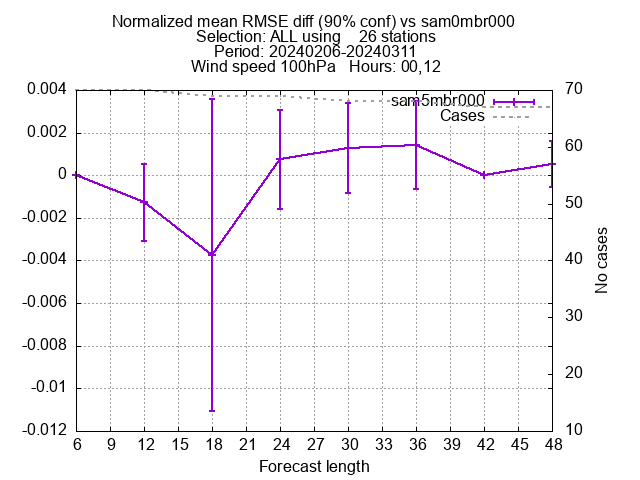 Normalized mean RMSE diff (90% conf) vs sam0mbr000
Selection: ALL using    26 stations
Period: 20240206-20240311
Wind speed 100hPa   Hours: 00,12
sam5mbr000
Cases
0.004
0.002
0
-0.002
-0.004
-0.006
-0.008
-0.01
-0.012
70
60
50
40
30
20
10
No cases
6 9 12 15 18 21 24 27 30 33 36 39 42 45 48
Forecast length